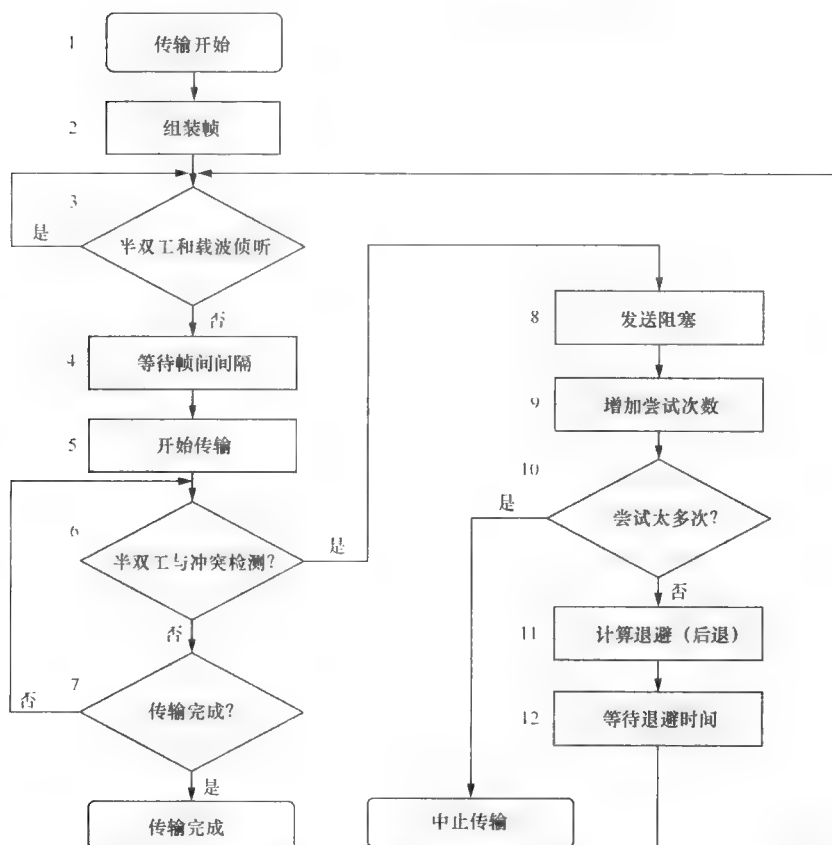 1 传输开始
2 组装帧
3
是
半双工和载波侦听
否
4 等待帧间间隔
5 开始传输
6
半双工与冲突检测?
是
否
7
否
传输完成?
是
传输完成
8 发送阻塞
9 增加尝试次数
10
是
尝试太多次?
否
11 计算退避（后退）
12 等待退避时间
中止传输